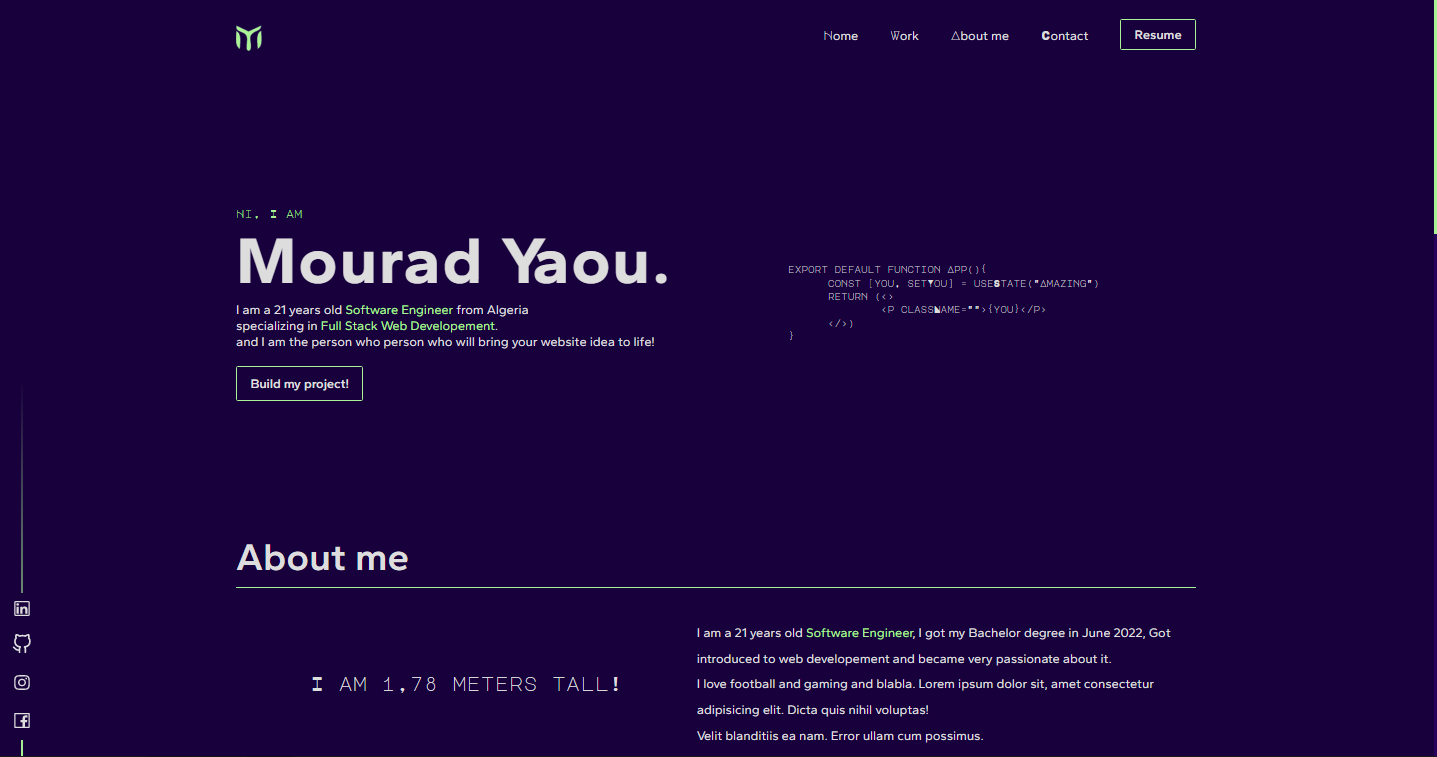 Home Work About me Contact Resume
HI, I AM
Mourad Yaou.
I am a 21 years old Software Engineer from Algeria
specializing in Full Stack Web Developement.
and I am the person who person who will bring your website idea to life!
Build my project!
EXPORT DEFAULT FUNCTION APP(){
CONST [YOU, SETYOU] = USESTATE("AMAZING")
RETURN (<>
<P CLASSNAME="">{YOU}</P>
</>)
}
About me
I AM 1,78 METERS TALL!
I am a 21 years old Software Engineer, I got my Bachelor degree in June 2022, Got
introduced to web developement and became very passionate about it.
I love football and gaming and blabla. Lorem ipsum dolor sit, amet consectetur
adipisicing elit. Dicta quis nihil voluptas!
Velit blanditiis ea nam. Error ullam cum possimus.